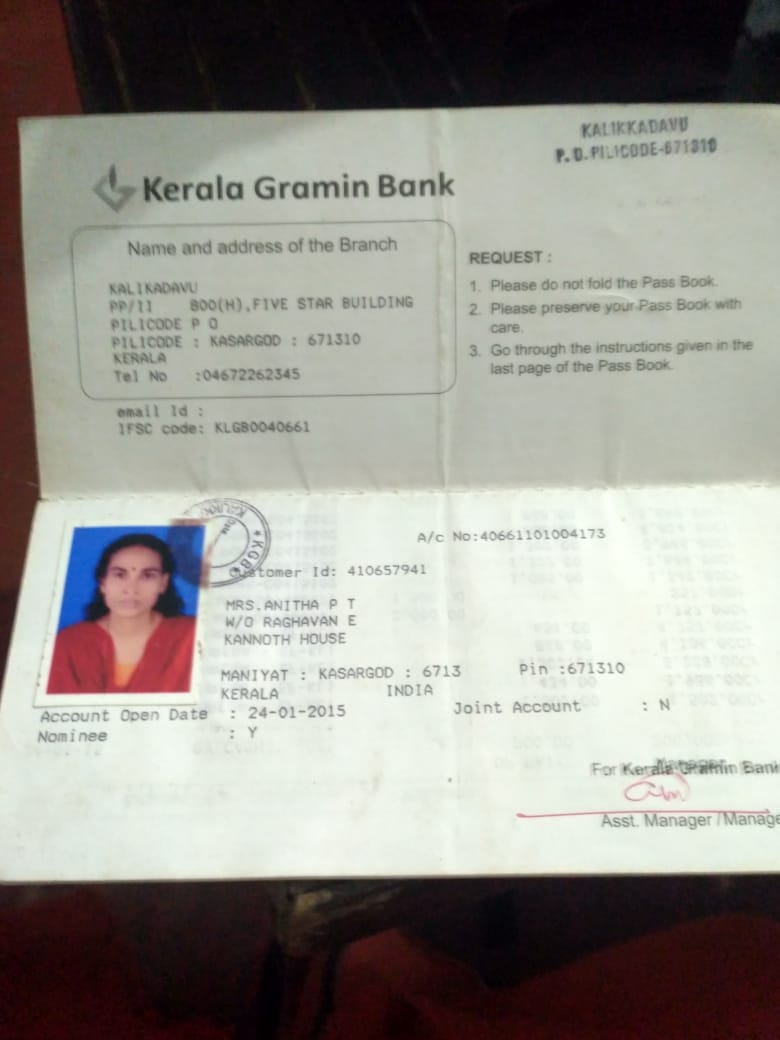 KALIKKADAVU
P. O. PILICODE-671310
Kerala Gramin Bank
Name and address of the Branch
KALIKADAVU
PP/II 800(H),FIVE STAR BUILDING
PILICODE P O
PILICODE : KASARGOD : 671310
KERALA
Tel No :04672262345
email Id :
IFSC code: KLGB0040661
REQUEST :
1. Please do not fold the Pass Book.
2. Please preserve your Pass Book with
care.
3. Go through the instructions given in the
last page of the Pass Book.
KGB
A/c No:40661101004173
Customer Id: 410657941
MRS.ANITHA P T
W/O RAGHAVAN E
KANNOTH HOUSE
MANIYAT : KASARGOD : 6713 Pin :671310
KERALA INDIA
Account Open Date : 24-01-2015 Joint Account : N
Nominee : Y
Manager
For Kerala Gramin Bank
Asst. Manager / Manage